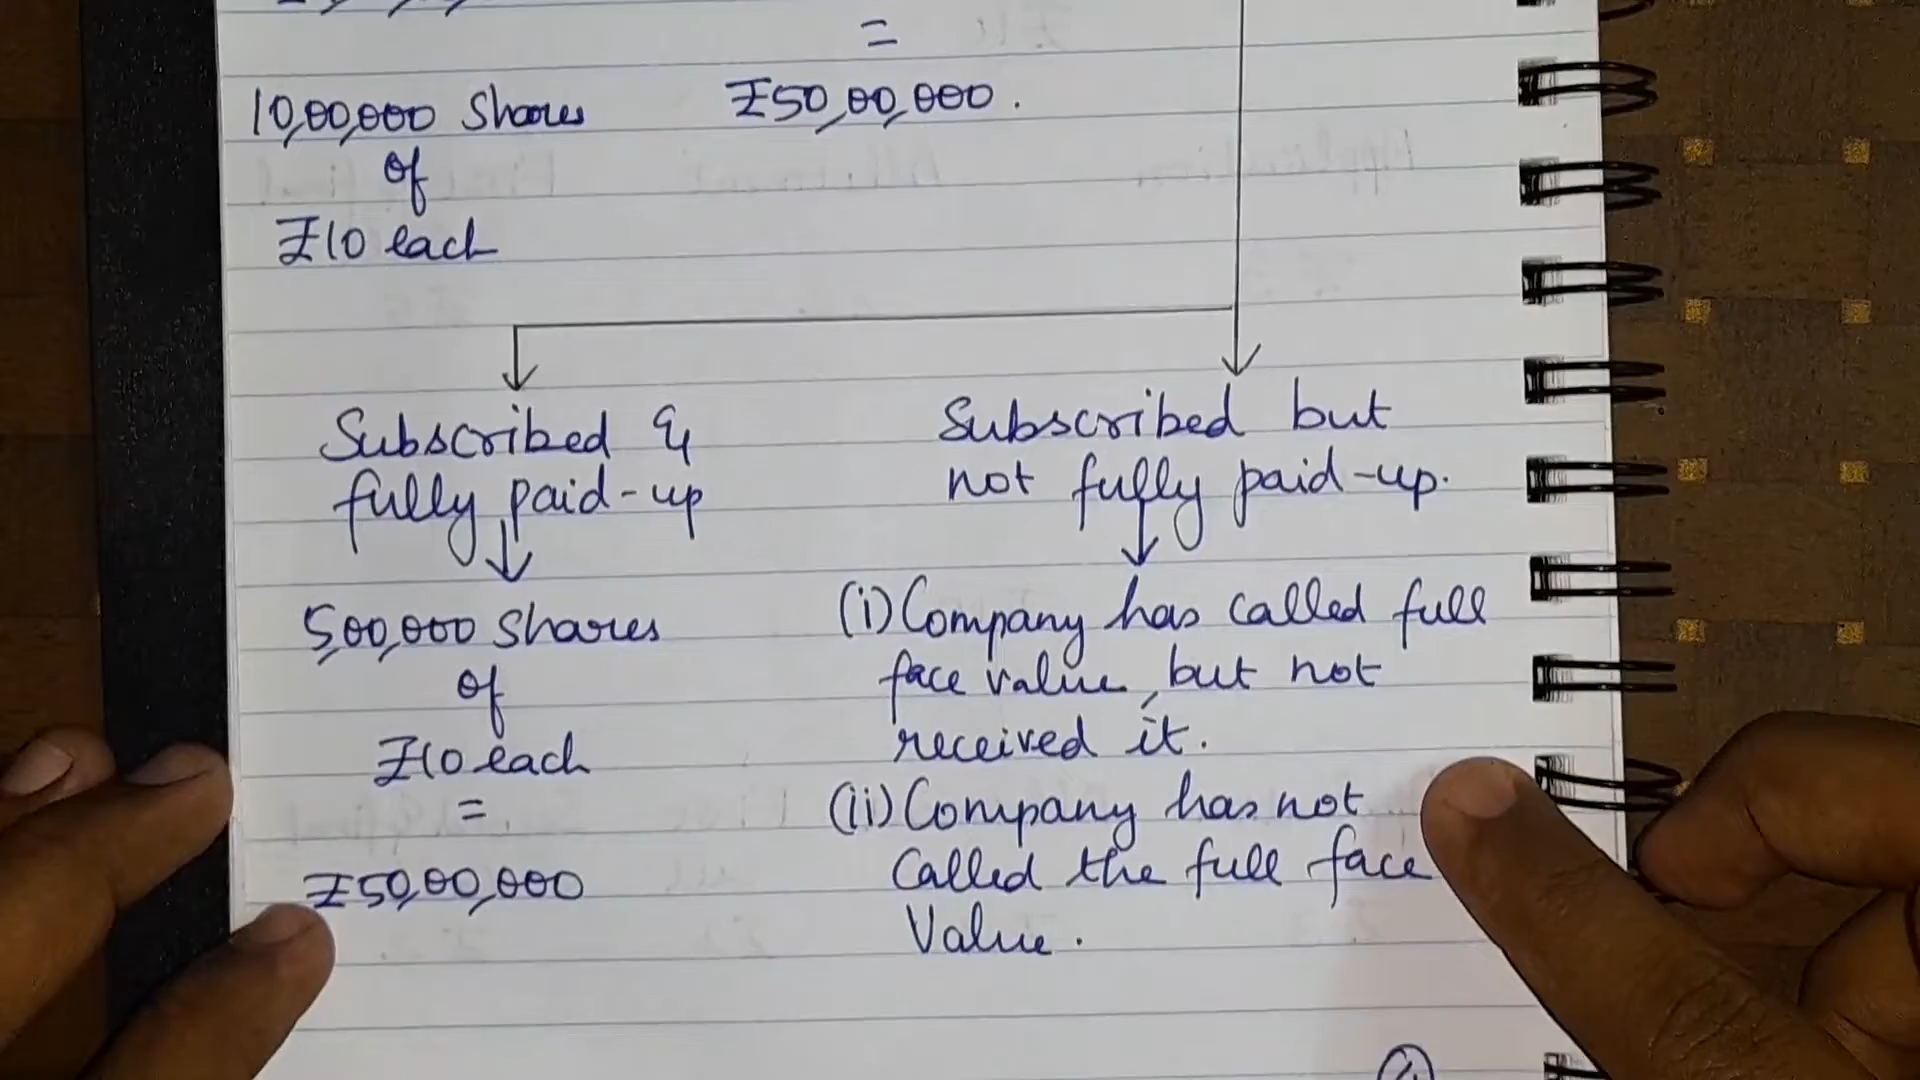 =
10,00,000 Shares
of
₹10 each
₹50,00,000.
Subscribed &
fully paid-up
5,00,000 Shares
of
₹10 each
=
₹50,00,000
Subscribed but
not fully paid-up.
(i) Company has called full
face value, but not
received it.
(ii) Company has not
called the full face
Value.